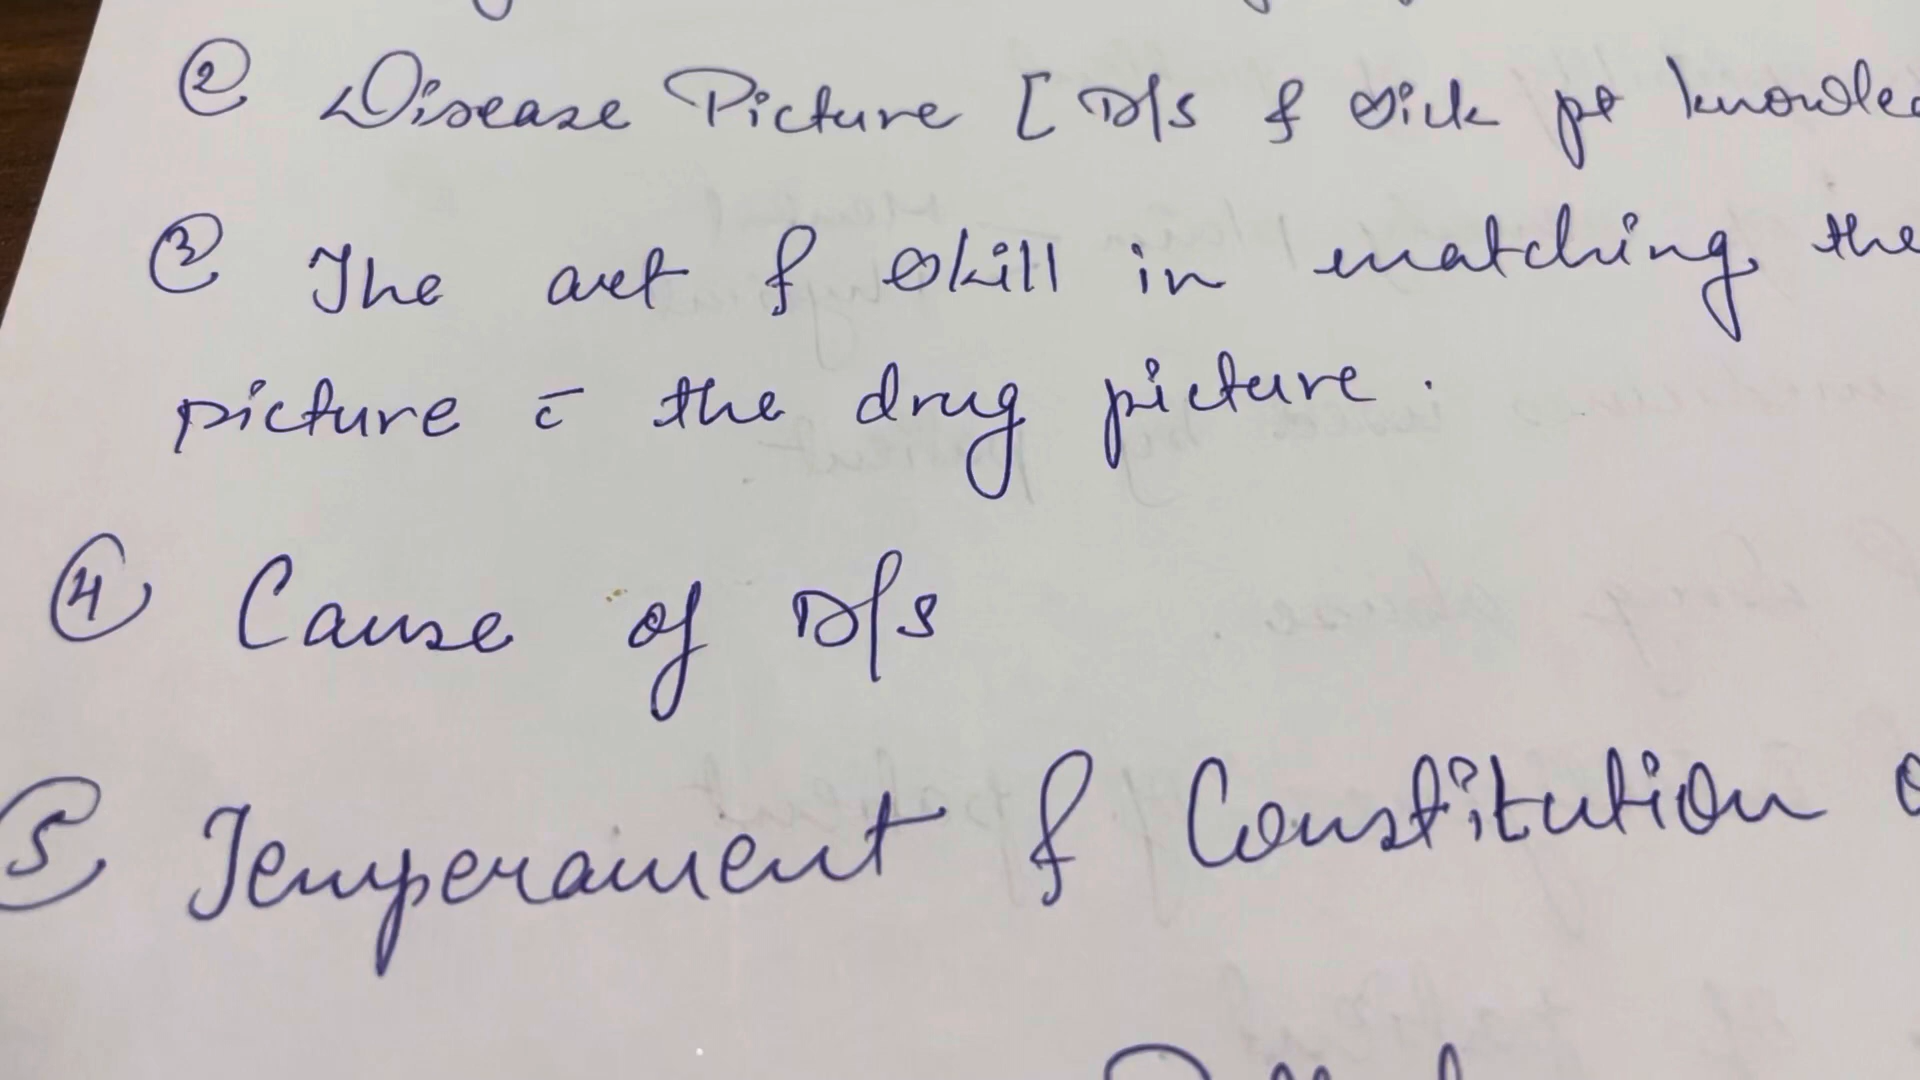 ② Disease Picture [D/s & Sick pt knowle
③ The art & Skill in matching the
picture c̄ the drug picture.
④ Cause of D/s
⑤ Temperament & Constitution